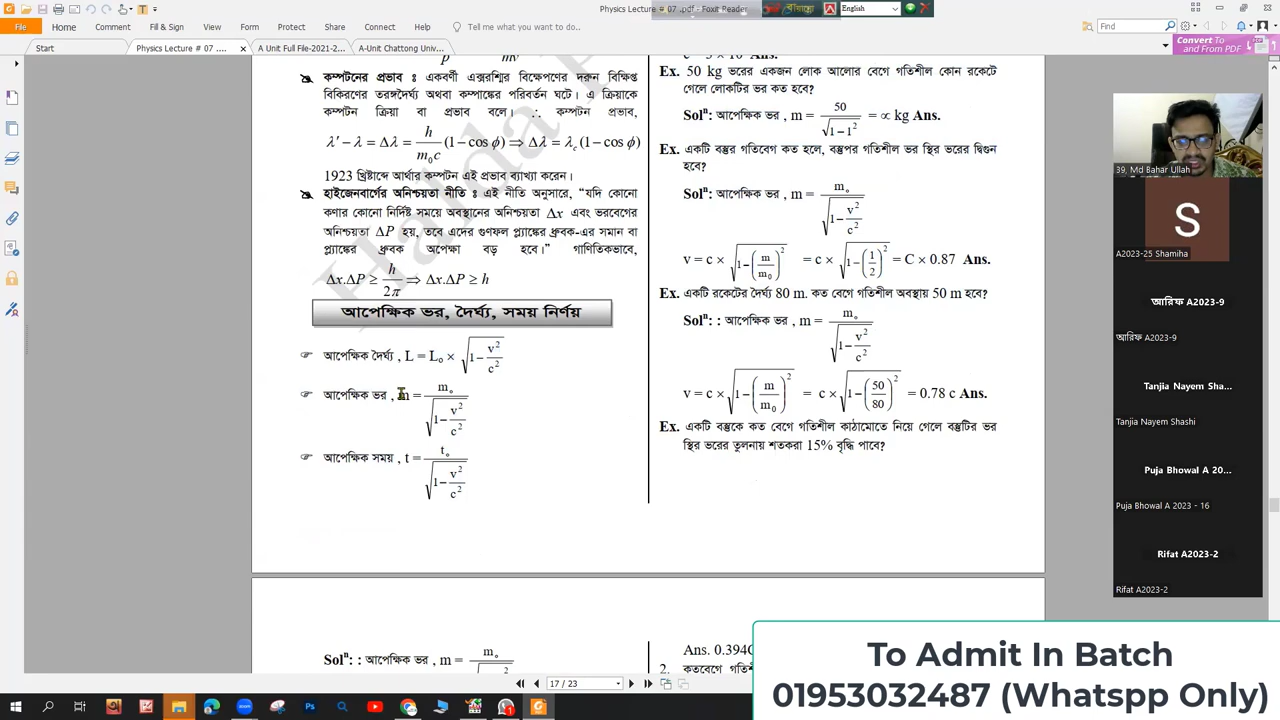 Physics Lecture # 07 .pdf - Foxit Reader
English
File
Home
Comment
Fill & Sign
View
Form
Protect
Share
Connect
Help
Tell me what you want to do...
Find
Start
Physics Lecture # 07 ....
A Unit Full File-2021-2...
A-Unit Chattong Univ...
Convert To
and From PDF
p mv
কম্পটনের প্রভাব : একবর্ণী এক্সরশ্মির বিক্ষেপণের দরুন বিক্ষিপ্ত
বিকিরণের তরঙ্গদৈর্ঘ্য অথবা কম্পাঙ্কের পরিবর্তন ঘটে। এ ক্রিয়াকে
কম্পটন ক্রিয়া বা প্রভাব বলে। ∴ কম্পটন প্রভাব,
λ′ − λ = Δλ = h/m₀c (1 − cos ϕ) ⇒ Δλ = λc (1 − cos ϕ)
1923 খ্রিষ্টাব্দে আর্থার কম্পটন এই প্রভাব ব্যাখ্যা করেন।
হাইজেনবার্গের অনিশ্চয়তা নীতি : এই নীতি অনুসারে, “যদি কোনো
কণার কোনো নির্দিষ্ট সময়ে অবস্থানের অনিশ্চয়তা Δx এবং ভরবেগের
অনিশ্চয়তা ΔP হয়, তবে এদের গুণফল প্ল্যাঙ্কের ধ্রুবক-এর সমান বা
প্ল্যাঙ্কের ধ্রুবক অপেক্ষা বড় হবে।” গাণিতিকভাবে,
Δx.ΔP ≥ h/2π ⇒ Δx.ΔP ≥ h
আপেক্ষিক ভর, দৈর্ঘ্য, সময় নির্ণয়
আপেক্ষিক দৈর্ঘ্য , L = L₀ × √(1 − v²/c²)
আপেক্ষিক ভর , m = m₀/√(1 − v²/c²)
আপেক্ষিক সময় , t = t₀/√(1 − v²/c²)
Ex. 50 kg ভরের একজন লোক আলোর বেগে গতিশীল কোন রকেটে
গেলে লোকটির ভর কত হবে?
Solⁿ: আপেক্ষিক ভর , m = 50/√(1 − 1²) = ∝ kg Ans.
Ex. একটি বস্তুর গতিবেগ কত হলে, বস্তুপর গতিশীল ভর স্থির ভরের দ্বিগুন
হবে?
Solⁿ: আপেক্ষিক ভর , m = m₀/√(1 − v²/c²)
v = c × √(1 − (m/m₀)²) = c × √(1 − (1/2)²) = C × 0.87 Ans.
Ex. একটি রকেটের দৈর্ঘ্য 80 m. কত বেগে গতিশীল অবস্থায় 50 m হবে?
Solⁿ: : আপেক্ষিক ভর , m = m₀/√(1 − v²/c²)
v = c × √(1 − (m/m₀)²) = c × √(1 − (50/80)²) = 0.78 c Ans.
Ex. একটি বস্তুকে কত বেগে গতিশীল কাঠামোতে নিয়ে গেলে বস্তুটির ভর
স্থির ভরের তুলনায় শতকরা 15% বৃদ্ধি পাবে?
Solⁿ: : আপেক্ষিক ভর , m = m₀
Ans. 0.394C
2. কতবেগে গতি
39, Md Bahar Ullah
S
A2023-25 Shamiha
আরিফ A2023-9
আরিফ A2023-9
Tanjia Nayem Sha...
Tanjia Nayem Shashi
Puja Bhowal A 20...
Puja Bhowal A 2023 - 16
Rifat A2023-2
Rifat A2023-2
17 / 23
To Admit In Batch
01953032487 (Whatspp Only)